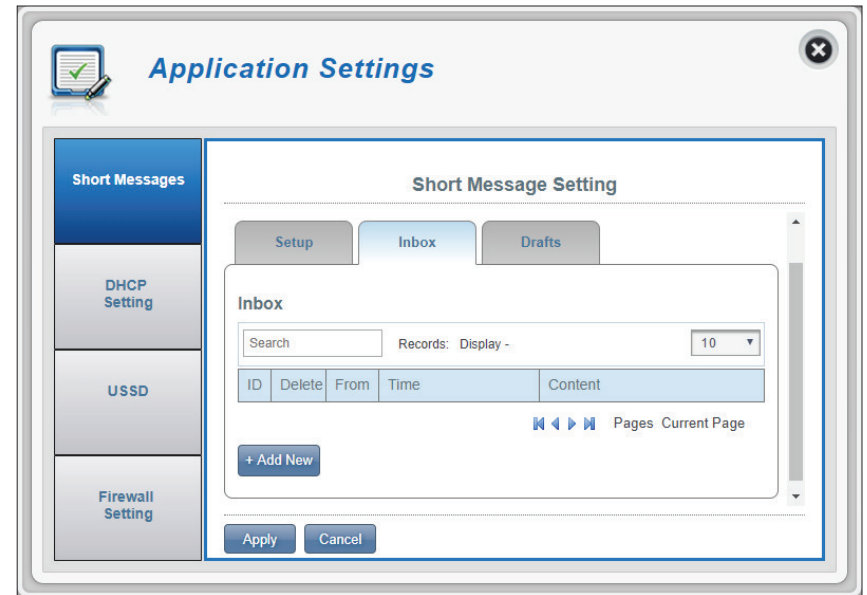 Application Settings
Short Messages
DHCP
Setting
USSD
Firewall
Setting
Short Message Setting
Setup Inbox Drafts
Inbox
Search Records: Display - 10
ID Delete From Time Content
Pages Current Page
+ Add New
Apply Cancel